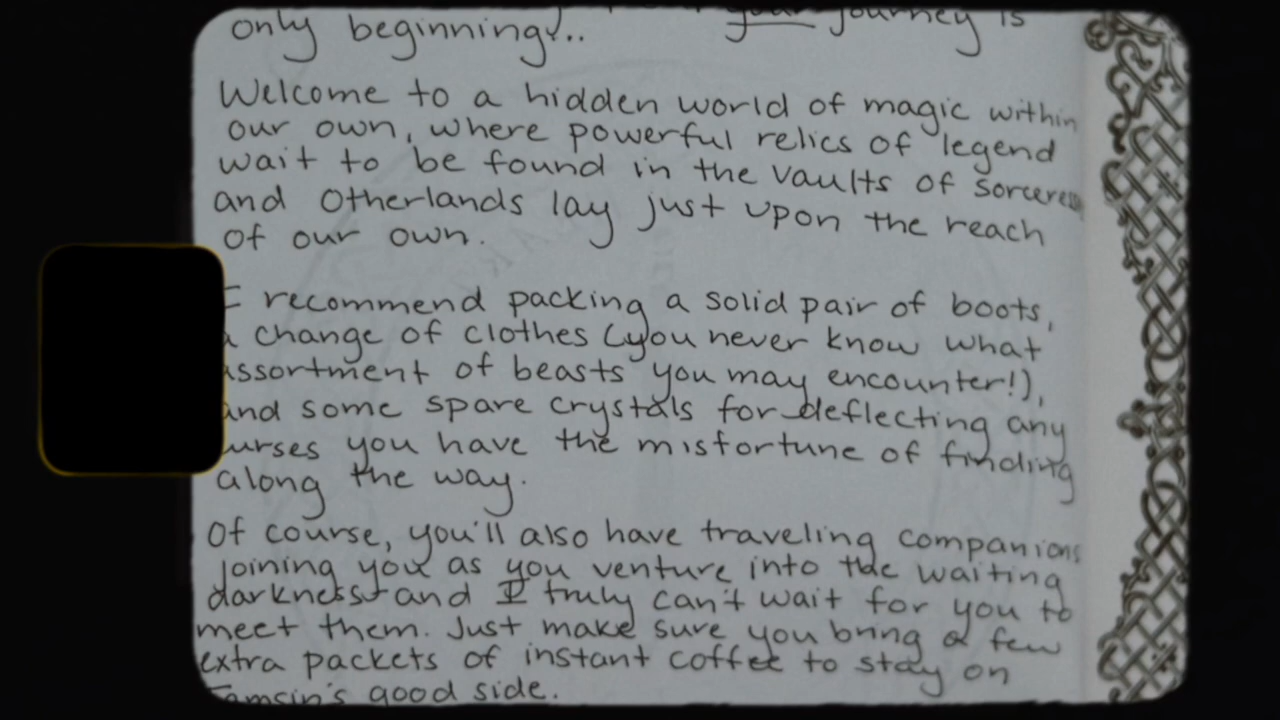 your journey is
only beginning!..
Welcome to a hidden world of magic within
our own, where powerful relics of legend
wait to be found in the vaults of sorceress
and Otherlands lay just upon the reach
of our own.
I recommend packing a solid pair of boots,
a change of clothes (you never know what
assortment of beasts you may encounter!),
and some spare crystals for deflecting any
curses you have the misfortune of finding
along the way.
Of course, you'll also have traveling companions
joining you as you venture into the waiting
darkness and I truly can't wait for you to
meet them. Just make sure you bring a few
extra packets of instant coffee to stay on
Tamsin's good side.